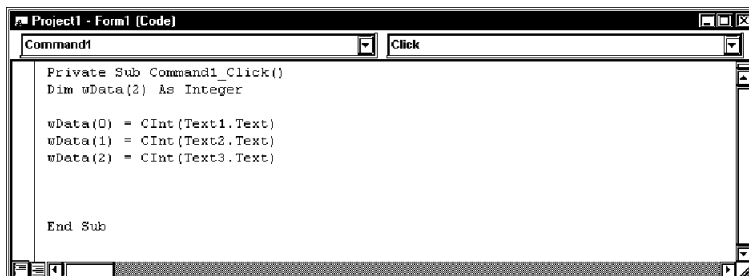 Project1 - Form1 (Code)
Command1
Click
Private Sub Command1_Click()
Dim wData(2) As Integer
wData(0) = CInt(Text1.Text)
wData(1) = CInt(Text2.Text)
wData(2) = CInt(Text3.Text)
End Sub